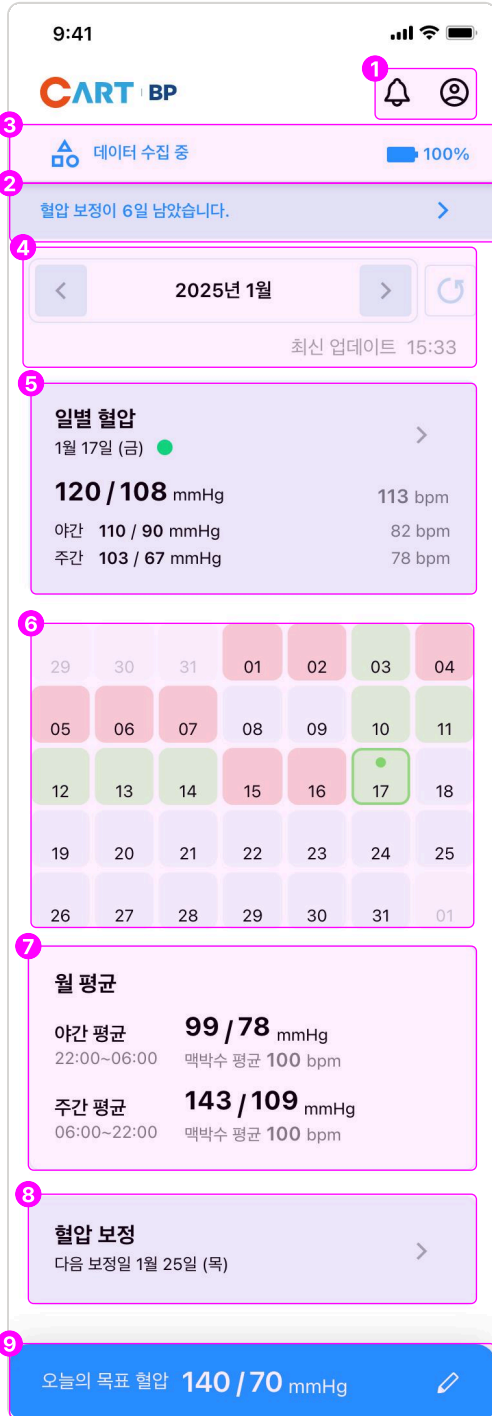 9:41
1
CART BP
3
데이터 수집 중 100%
2
혈압 보정이 6일 남았습니다.
4
2025년 1월
최신 업데이트 15:33
5
일별 혈압
1월 17일 (금)
120 / 108 mmHg 113 bpm
야간 110 / 90 mmHg 82 bpm
주간 103 / 67 mmHg 78 bpm
6
29 30 31 01 02 03 04
05 06 07 08 09 10 11
12 13 14 15 16 17 18
19 20 21 22 23 24 25
26 27 28 29 30 31 01
7
월 평균
야간 평균 99 / 78 mmHg
22:00~06:00 맥박수 평균 100 bpm
주간 평균 143 / 109 mmHg
06:00~22:00 맥박수 평균 100 bpm
8
혈압 보정
다음 보정일 1월 25일 (목)
9
오늘의 목표 혈압 140 / 70 mmHg